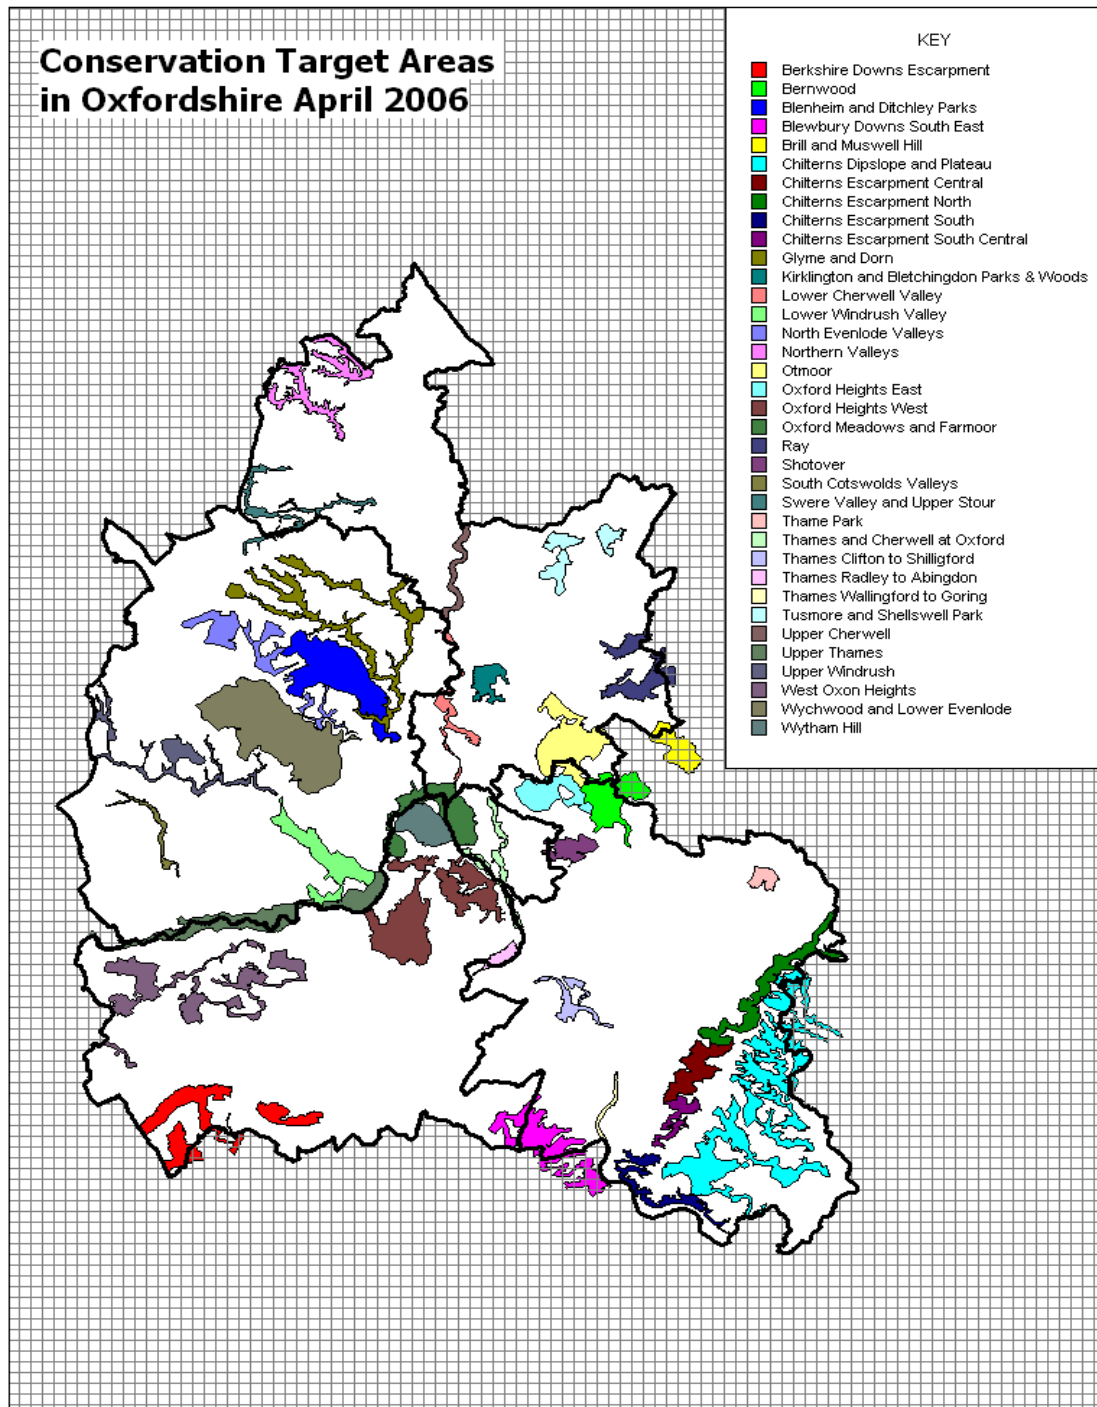 Conservation Target Areas
in Oxfordshire April 2006
KEY
Berkshire Downs Escarpment
Bernwood
Blenheim and Ditchley Parks
Blewbury Downs South East
Brill and Muswell Hill
Chilterns Dipslope and Plateau
Chilterns Escarpment Central
Chilterns Escarpment North
Chilterns Escarpment South
Chilterns Escarpment South Central
Glyme and Dorn
Kirklington and Bletchingdon Parks & Woods
Lower Cherwell Valley
Lower Windrush Valley
North Evenlode Valleys
Northern Valleys
Otmoor
Oxford Heights East
Oxford Heights West
Oxford Meadows and Farmoor
Ray
Shotover
South Cotswolds Valleys
Swere Valley and Upper Stour
Thame Park
Thames and Cherwell at Oxford
Thames Clifton to Shilligford
Thames Radley to Abingdon
Thames Wallingford to Goring
Tusmore and Shellswell Park
Upper Cherwell
Upper Thames
Upper Windrush
West Oxon Heights
Wychwood and Lower Evenlode
Wytham Hill